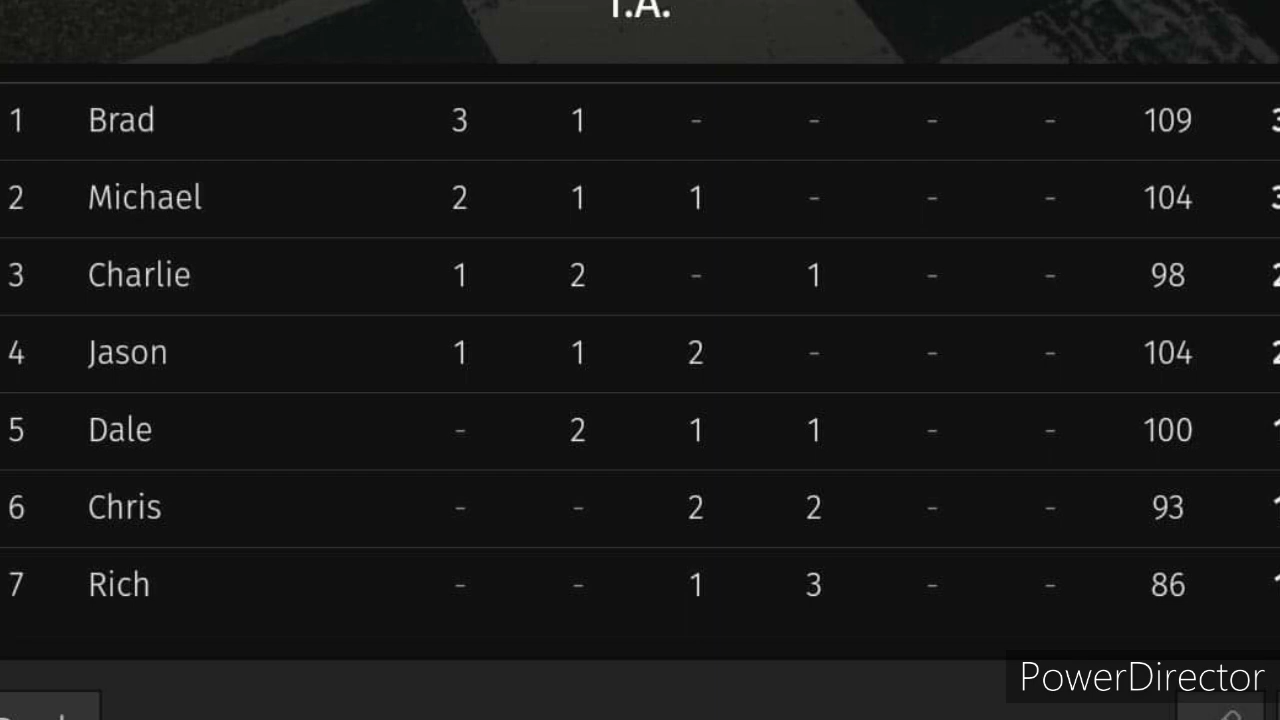 T.A.
1 Brad 3 1 - - - - 109
2 Michael 2 1 1 - - - 104
3 Charlie 1 2 - 1 - - 98
4 Jason 1 1 2 - - - 104
5 Dale - 2 1 1 - - 100
6 Chris - - 2 2 - - 93
7 Rich - - 1 3 - - 86
PowerDirector